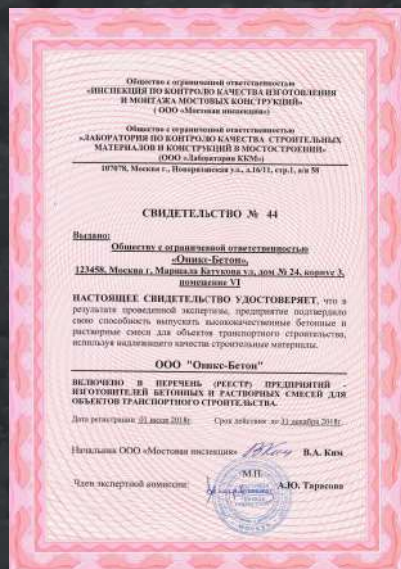 Общество с ограниченной ответственностью
«ИНСПЕКЦИЯ ПО КОНТРОЛЮ КАЧЕСТВА ИЗГОТОВЛЕНИЯ
И МОНТАЖА МОСТОВЫХ КОНСТРУКЦИЙ»
( ООО «Мостовая инспекция»)
Общество с ограниченной ответственностью
«ЛАБОРАТОРИЯ ПО КОНТРОЛЮ КАЧЕСТВА СТРОИТЕЛЬНЫХ
МАТЕРИАЛОВ И КОНСТРУКЦИЙ В МОСТОСТРОЕНИИ»
(ООО «Лаборатория ККМ»)
107078, Москва г., Новорязанская ул., д.16/11, стр.1, а/я 58
СВИДЕТЕЛЬСТВО № 44
Выдано:
Обществу с ограниченной ответственностью
«Оникс-Бетон»,
123458, Москва г, Маршала Катукова ул, дом № 24, корпус 3,
помещение VI
НАСТОЯЩЕЕ СВИДЕТЕЛЬСТВО УДОСТОВЕРЯЕТ, что в
результате проведенной экспертизы, предприятие подтвердило
свою способность выпускать высококачественные бетонные и
растворные смеси для объектов транспортного строительства,
используя надлежащего качества строительные материалы.
ООО "Оникс-Бетон"
ВКЛЮЧЕНО В ПЕРЕЧЕНЬ (РЕЕСТР) ПРЕДПРИЯТИЙ -
ИЗГОТОВИТЕЛЕЙ БЕТОННЫХ И РАСТВОРНЫХ СМЕСЕЙ ДЛЯ
ОБЪЕКТОВ ТРАНСПОРТНОГО СТРОИТЕЛЬСТВА.
Дата регистрации: 01 июля 2018г. Срок действия: до 31 декабря 2018г.
Начальник ООО «Мостовая инспекция» В.А. Ким
М.П.
Член экспертной комиссии: А.Ю. Тарасова
МОСКВА